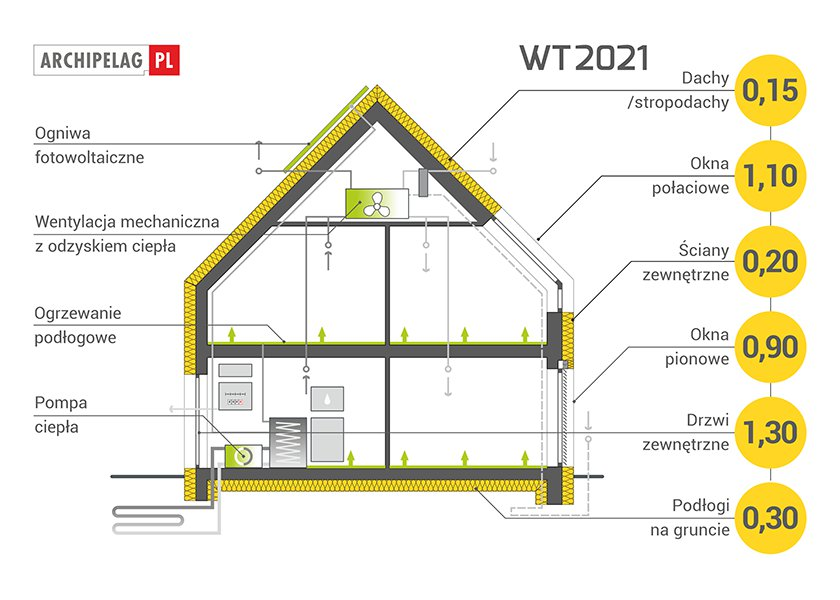 ARCHIPELAG PL
WT2021
Ogniwa
fotowoltaiczne
Wentylacja mechaniczna
z odzyskiem ciepła
Ogrzewanie
podłogowe
Pompa
ciepła
Dachy
/stropodachy
0,15
Okna
połaciowe
1,10
Ściany
zewnętrzne
0,20
Okna
pionowe
0,90
Drzwi
zewnętrzne
1,30
Podłogi
na gruncie
0,30